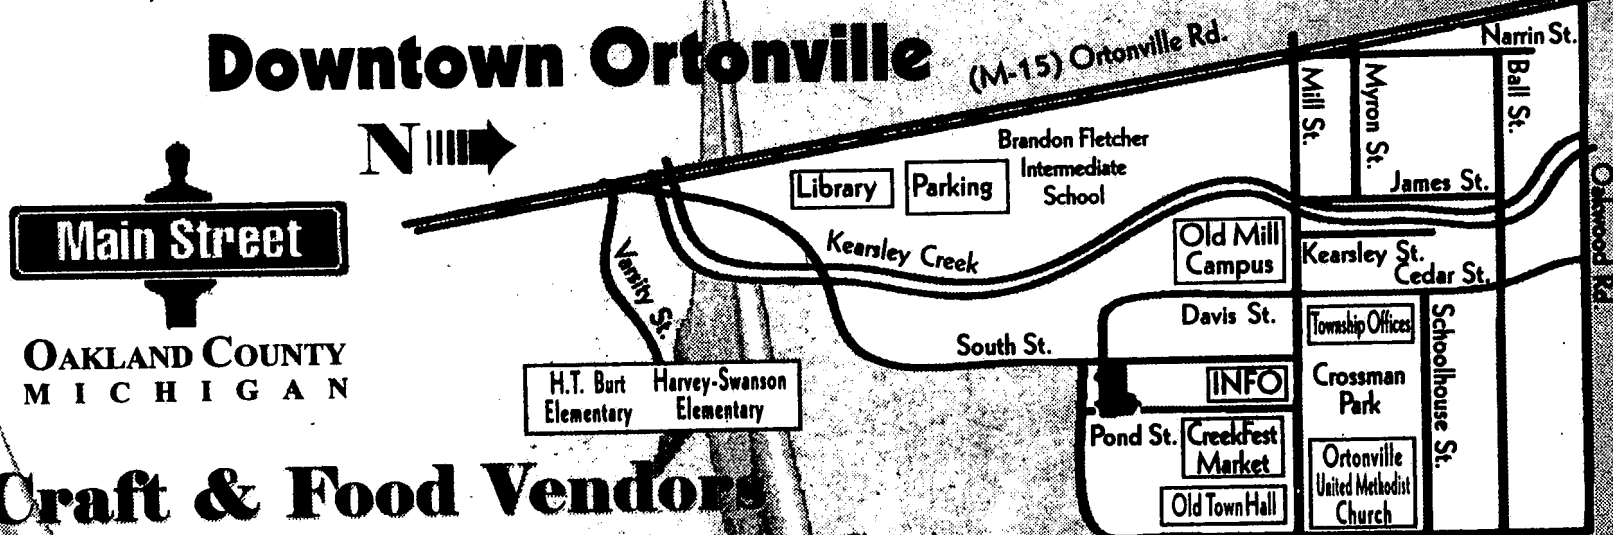 Downtown Ortonville
(M-15) Ortonville Rd.
Narrin St.
N
Mill St.
Myron St.
Ball St.
Brandon Fletcher
Intermediate
School
Library
Parking
James St.
Oakwood Rd
Main Street
Old Mill
Campus
Kearsley Creek
Kearsley St.
Cedar St.
Varsity St.
Davis St.
Township Offices
Schoolhouse St.
OAKLAND COUNTY
MICHIGAN
South St.
H.T. Burt
Elementary
Harvey-Swanson
Elementary
INFO
Crossman
Park
Pond St.
CreekFest
Market
Ortonville
United Methodist
Church
Old Town Hall
Craft & Food Vendors